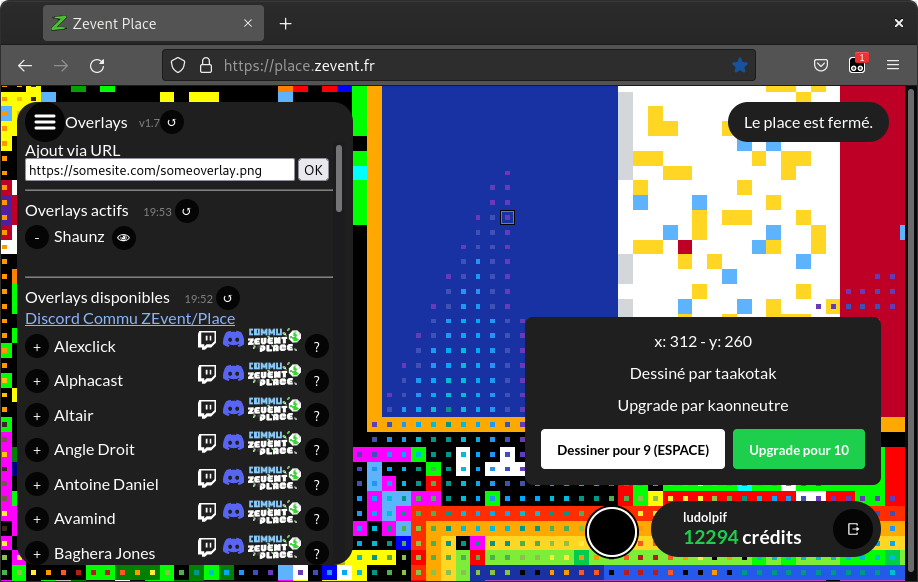 Zevent Place
https://place.zevent.fr
1
Overlays v1.7
Ajout via URL
https://somesite.com/someoverlay.png OK
Overlays actifs 19:53
- Shaunz
Overlays disponibles 19:52
Discord Commu ZEvent/Place
+ Alexclick COMMU ZEVENT PLACE ?
+ Alphacast COMMU ZEVENT PLACE ?
+ Altair COMMU ZEVENT PLACE ?
+ Angle Droit COMMU ZEVENT PLACE ?
+ Antoine Daniel COMMU ZEVENT PLACE ?
+ Avamind COMMU ZEVENT PLACE ?
+ Baghera Jones COMMU ZEVENT PLACE ?
Le place est fermé.
x: 312 - y: 260
Dessiné par taakotak
Upgrade par kaonneutre
Dessiner pour 9 (ESPACE) Upgrade pour 10
ludolpif
12294 crédits